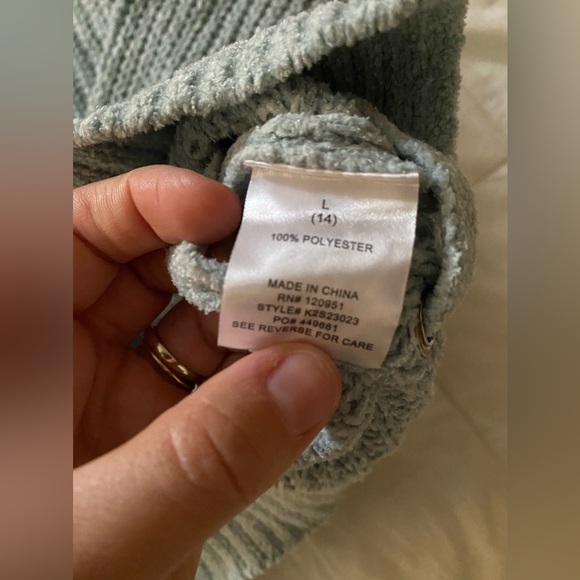 L
(14)
100% POLYESTER
MADE IN CHINA
RN# 120951
STYLE# K2S23023
PO# 449681
SEE REVERSE FOR CARE